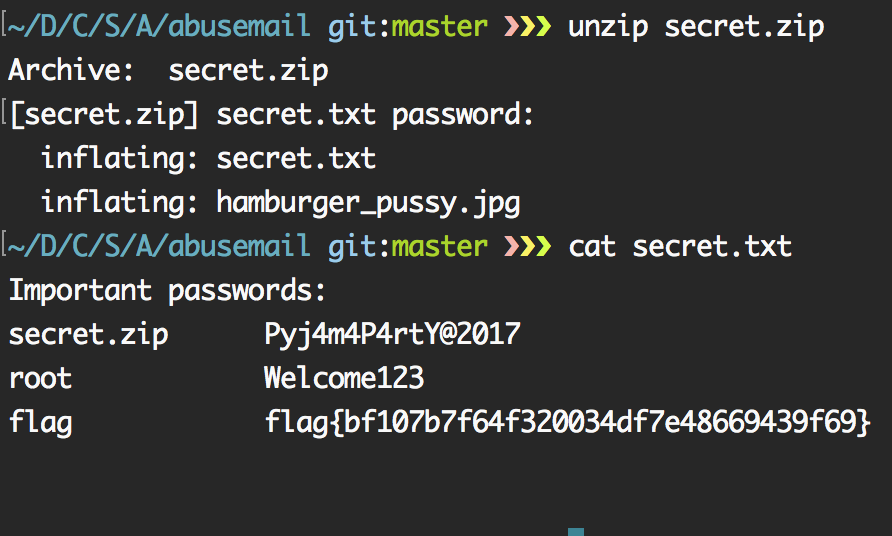 ~/D/C/S/A/abusemail git:master ❯❯❯ unzip secret.zip
Archive:  secret.zip
[secret.zip] secret.txt password:
  inflating: secret.txt
  inflating: hamburger_pussy.jpg
~/D/C/S/A/abusemail git:master ❯❯❯ cat secret.txt
Important passwords:
secret.zip      Pyj4m4P4rtY@2017
root            Welcome123
flag            flag{bf107b7f64f320034df7e48669439f69}